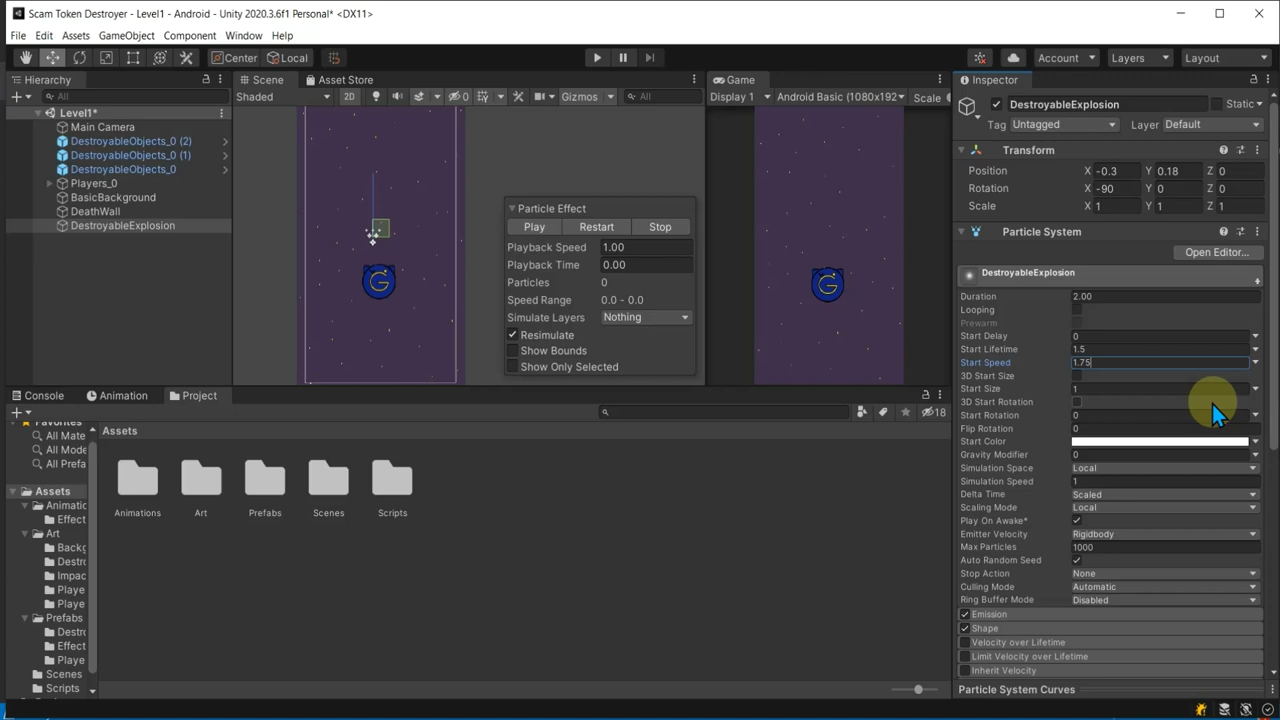 Scam Token Destroyer - Level1 - Android - Unity 2020.3.6f1 Personal* <DX11>
File Edit Assets GameObject Component Window Help
Center Local Account Layers Layout
Hierarchy
All
Level1*
Main Camera
DestroyableObjects_0 (2)
DestroyableObjects_0 (1)
DestroyableObjects_0
Players_0
BasicBackground
DeathWall
DestroyableExplosion
Scene Asset Store
Shaded 2D 0 Gizmos All
Particle Effect
Play Restart Stop
Playback Speed 1.00
Playback Time 0.00
Particles 0
Speed Range 0.0 - 0.0
Simulate Layers Nothing
Resimulate
Show Bounds
Show Only Selected
Game
Display 1 Android Basic (1080x192 Scale
Inspector
DestroyableExplosion Static
Tag Untagged Layer Default
Transform
Position X -0.3 Y 0.18 Z 0
Rotation X -90 Y 0 Z 0
Scale X 1 Y 1 Z 1
Particle System
Open Editor...
DestroyableExplosion
Duration 2.00
Looping
Prewarm
Start Delay 0
Start Lifetime 1.5
Start Speed 1.75
3D Start Size
Start Size 1
3D Start Rotation
Start Rotation 0
Flip Rotation 0
Start Color
Gravity Modifier 0
Simulation Space Local
Simulation Speed 1
Delta Time Scaled
Scaling Mode Local
Play On Awake*
Emitter Velocity Rigidbody
Max Particles 1000
Auto Random Seed
Stop Action None
Culling Mode Automatic
Ring Buffer Mode Disabled
Emission
Shape
Velocity over Lifetime
Limit Velocity over Lifetime
Inherit Velocity
Particle System Curves
Console Animation Project
18
Favorites
All Mate
All Mode
All Prefa
Assets
Animatio
Effect
Art
Backg
Destro
Impac
Playe
Playe
Prefabs
Destro
Effect
Playe
Scenes
Scripts
Assets
Animations Art Prefabs Scenes Scripts